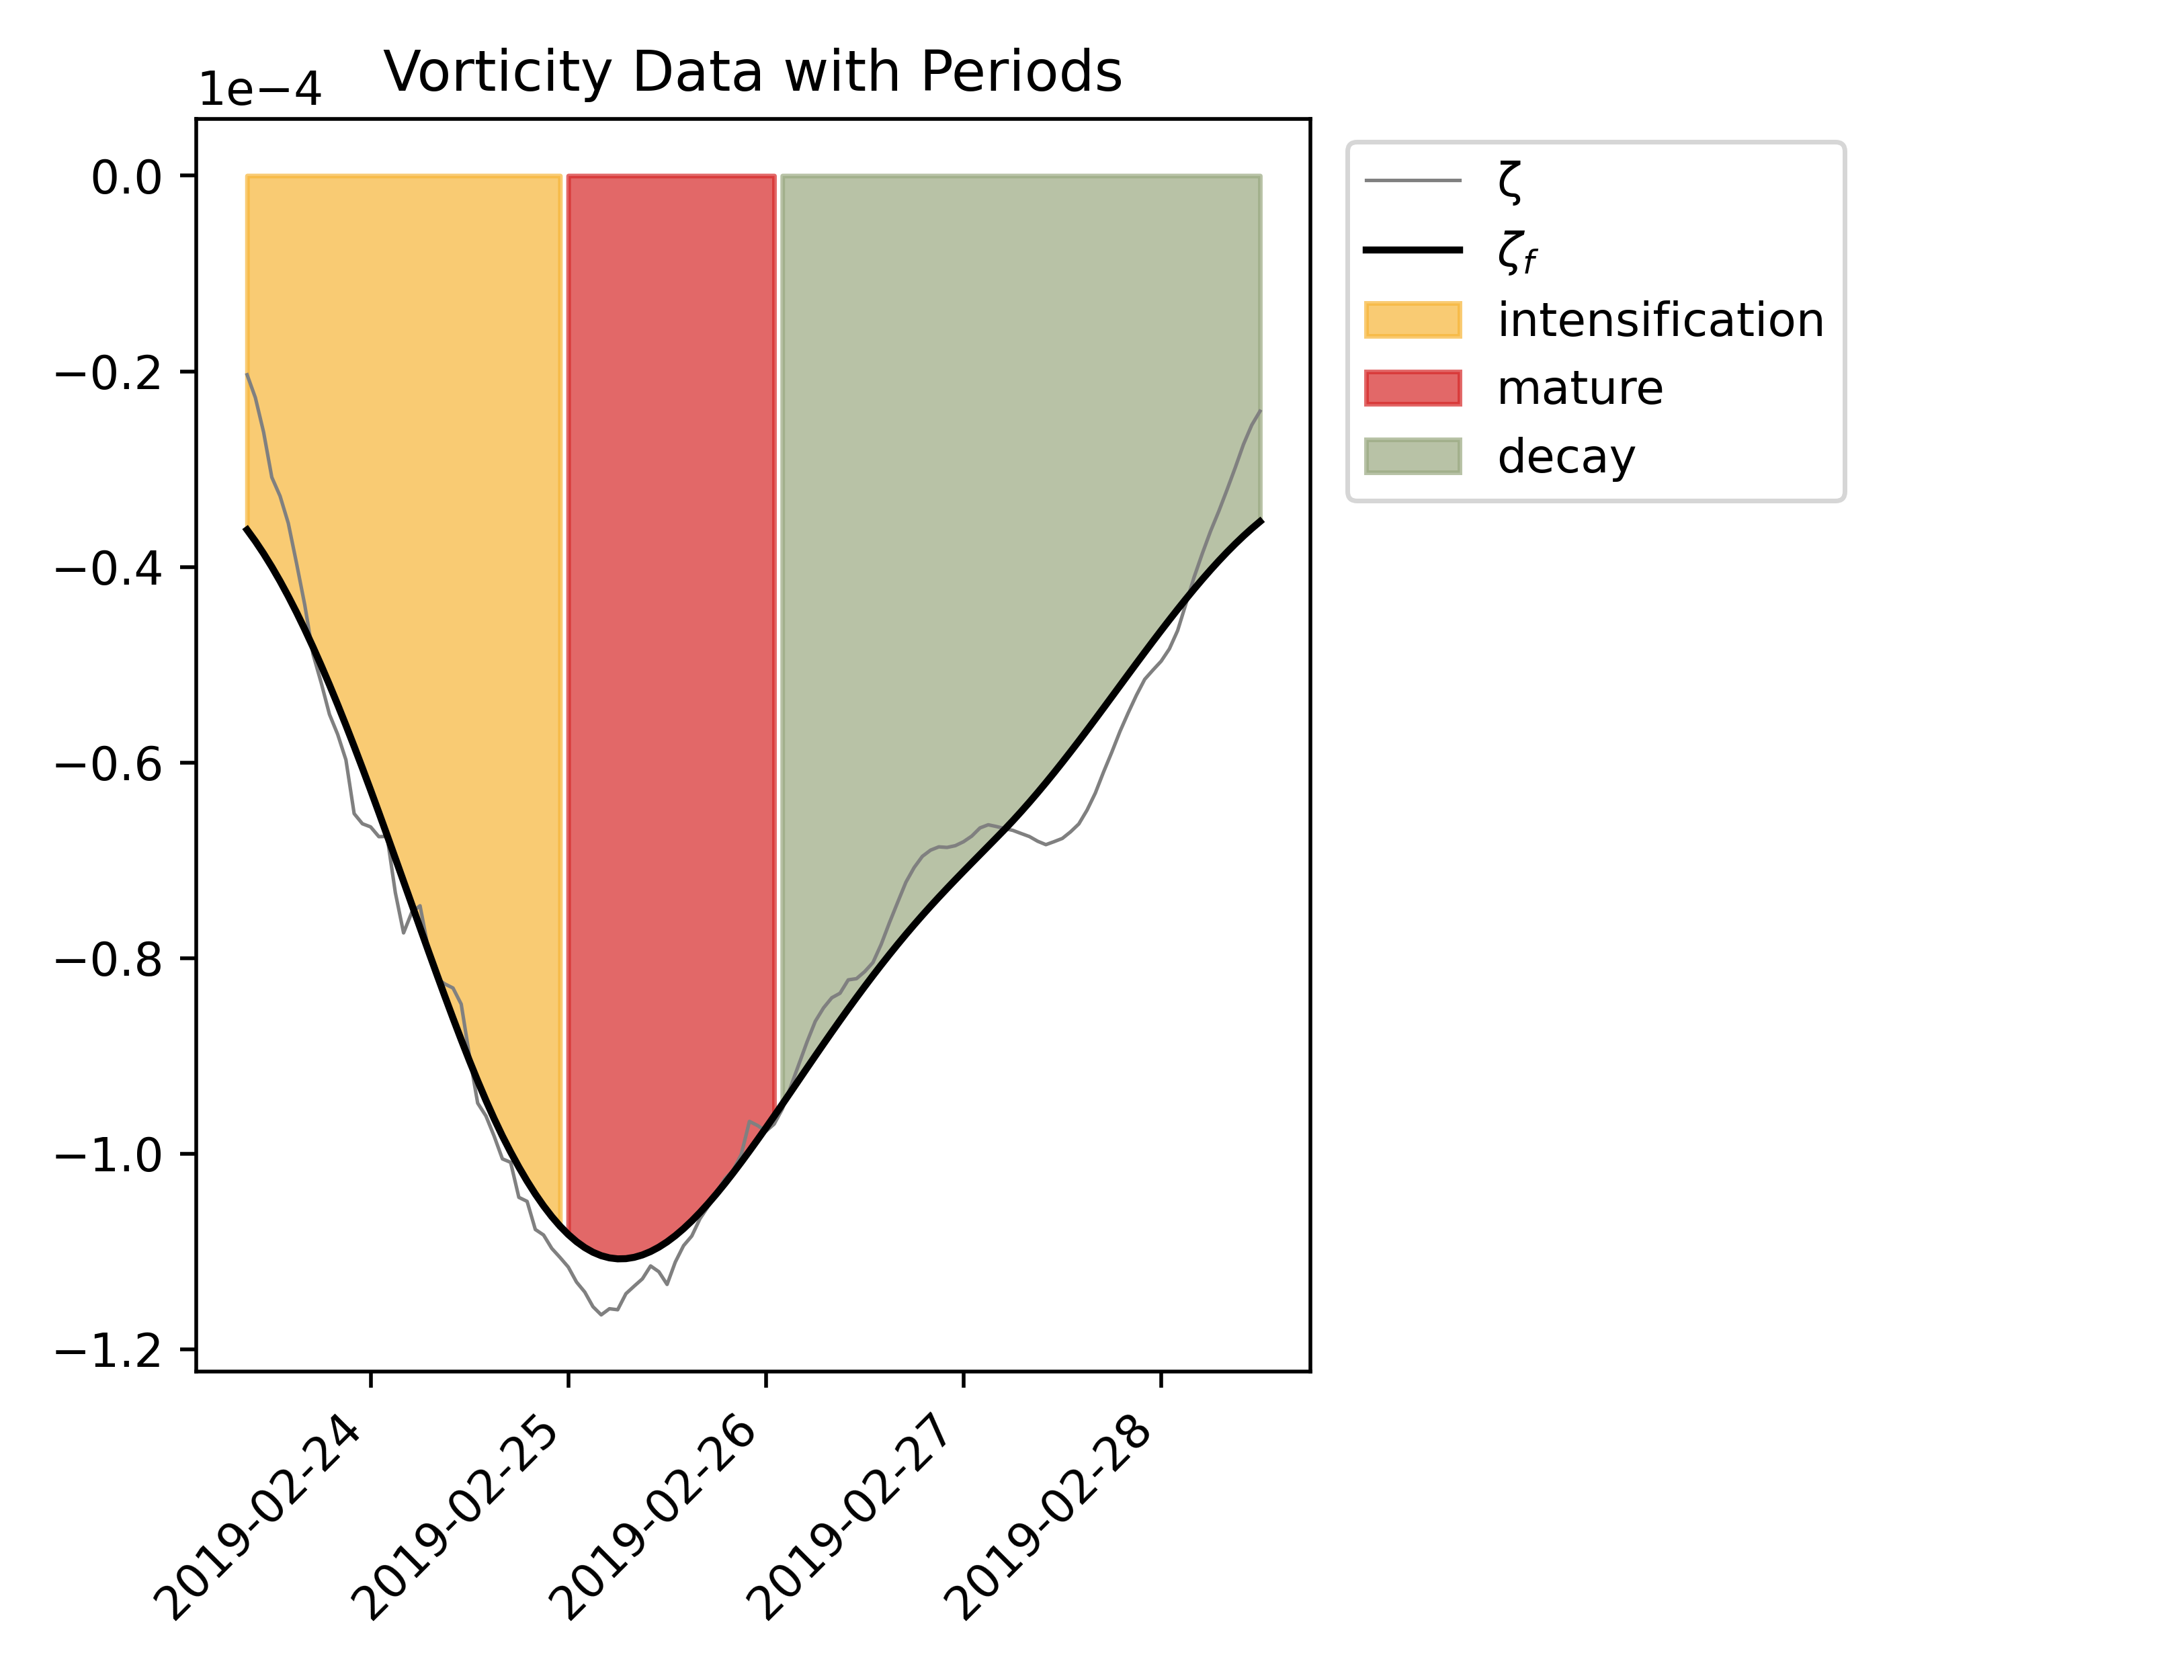 Vorticity Data with Periods
1e−4
0.0
−0.2
−0.4
−0.6
−0.8
−1.0
−1.2
2019-02-24
2019-02-25
2019-02-26
2019-02-27
2019-02-28
ζ
ζf
intensification
mature
decay